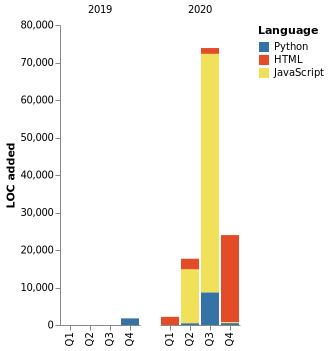 2019 2020
Language
Python
HTML
JavaScript
LOC added
80,000
70,000
60,000
50,000
40,000
30,000
20,000
10,000
0
Q1 Q2 Q3 Q4 Q1 Q2 Q3 Q4